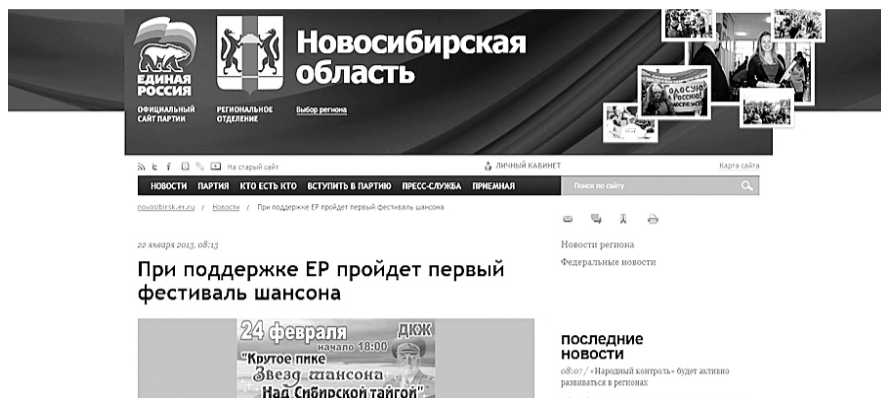 ЕДИНАЯ
РОССИЯ
Новосибирская
область
ОФИЦИАЛЬНЫЙ
САЙТ ПАРТИИ
РЕГИОНАЛЬНОЕ
ОТДЕЛЕНИЕ
Выбор региона
На старый сайт
ЛИЧНЫЙ КАБИНЕТ
Карта сайта
НОВОСТИ ПАРТИЯ КТО ЕСТЬ КТО ВСТУПИТЬ В ПАРТИЮ ПРЕСС-СЛУЖБА ПРИЕМНАЯ
Поиск по сайту
novosibirsk.er.ru / Новости / При поддержке ЕР пройдет первый фестиваль шансона
22 января 2013, 08:13
При поддержке ЕР пройдет первый
фестиваль шансона
Новости региона
Федеральные новости
24 февраля ДКЖ
начало 18:00
"Крутое пике
Звезд шансона
Над Сибирской тайгой"
последние
новости
08:07 / «Народный контроль» будет активно
развиваться в регионах